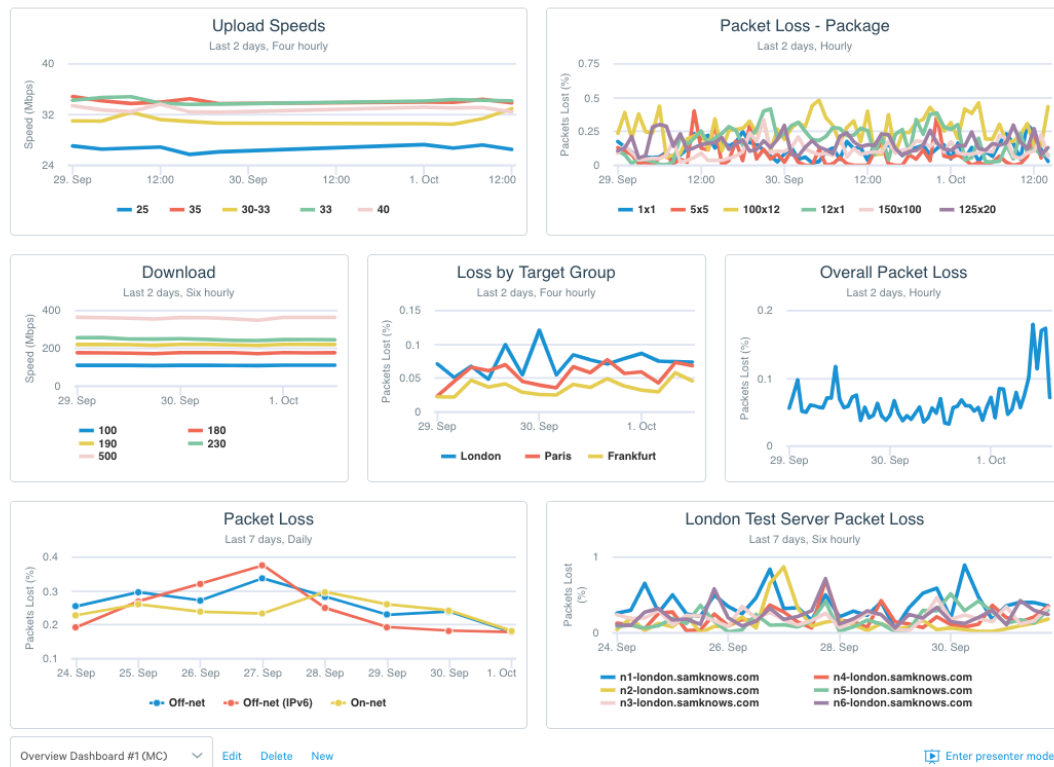 Upload Speeds
Last 2 days, Four hourly
Speed (Mbps)
40
32
24
29. Sep 12:00 30. Sep 12:00 1. Oct 12:00
25 35 30-33 33 40
Packet Loss - Package
Last 2 days, Hourly
Packets Lost (%)
0.75
0.5
0.25
0
29. Sep 12:00 30. Sep 12:00 1. Oct 12:00
1x1 5x5 100x12 12x1 150x100 125x20
Download
Last 2 days, Six hourly
Speed (Mbps)
400
200
0
29. Sep 30. Sep 1. Oct
100 180
190 230
500
Loss by Target Group
Last 2 days, Four hourly
Packets Lost (%)
0.15
0.1
0.05
0
29. Sep 30. Sep 1. Oct
London Paris Frankfurt
Overall Packet Loss
Last 2 days, Hourly
Packets Lost (%)
0.2
0.1
0
29. Sep 30. Sep 1. Oct
Packet Loss
Last 7 days, Daily
Packets Lost (%)
0.4
0.3
0.2
0.1
24. Sep 25. Sep 26. Sep 27. Sep 28. Sep 29. Sep 30. Sep 1. Oct
Off-net Off-net (IPv6) On-net
London Test Server Packet Loss
Last 7 days, Six hourly
Packets Lost
(%)
1
0
24. Sep 26. Sep 28. Sep 30. Sep
n1-london.samknows.com n4-london.samknows.com
n2-london.samknows.com n5-london.samknows.com
n3-london.samknows.com n6-london.samknows.com
Overview Dashboard #1 (MC) Edit Delete New Enter presenter mode